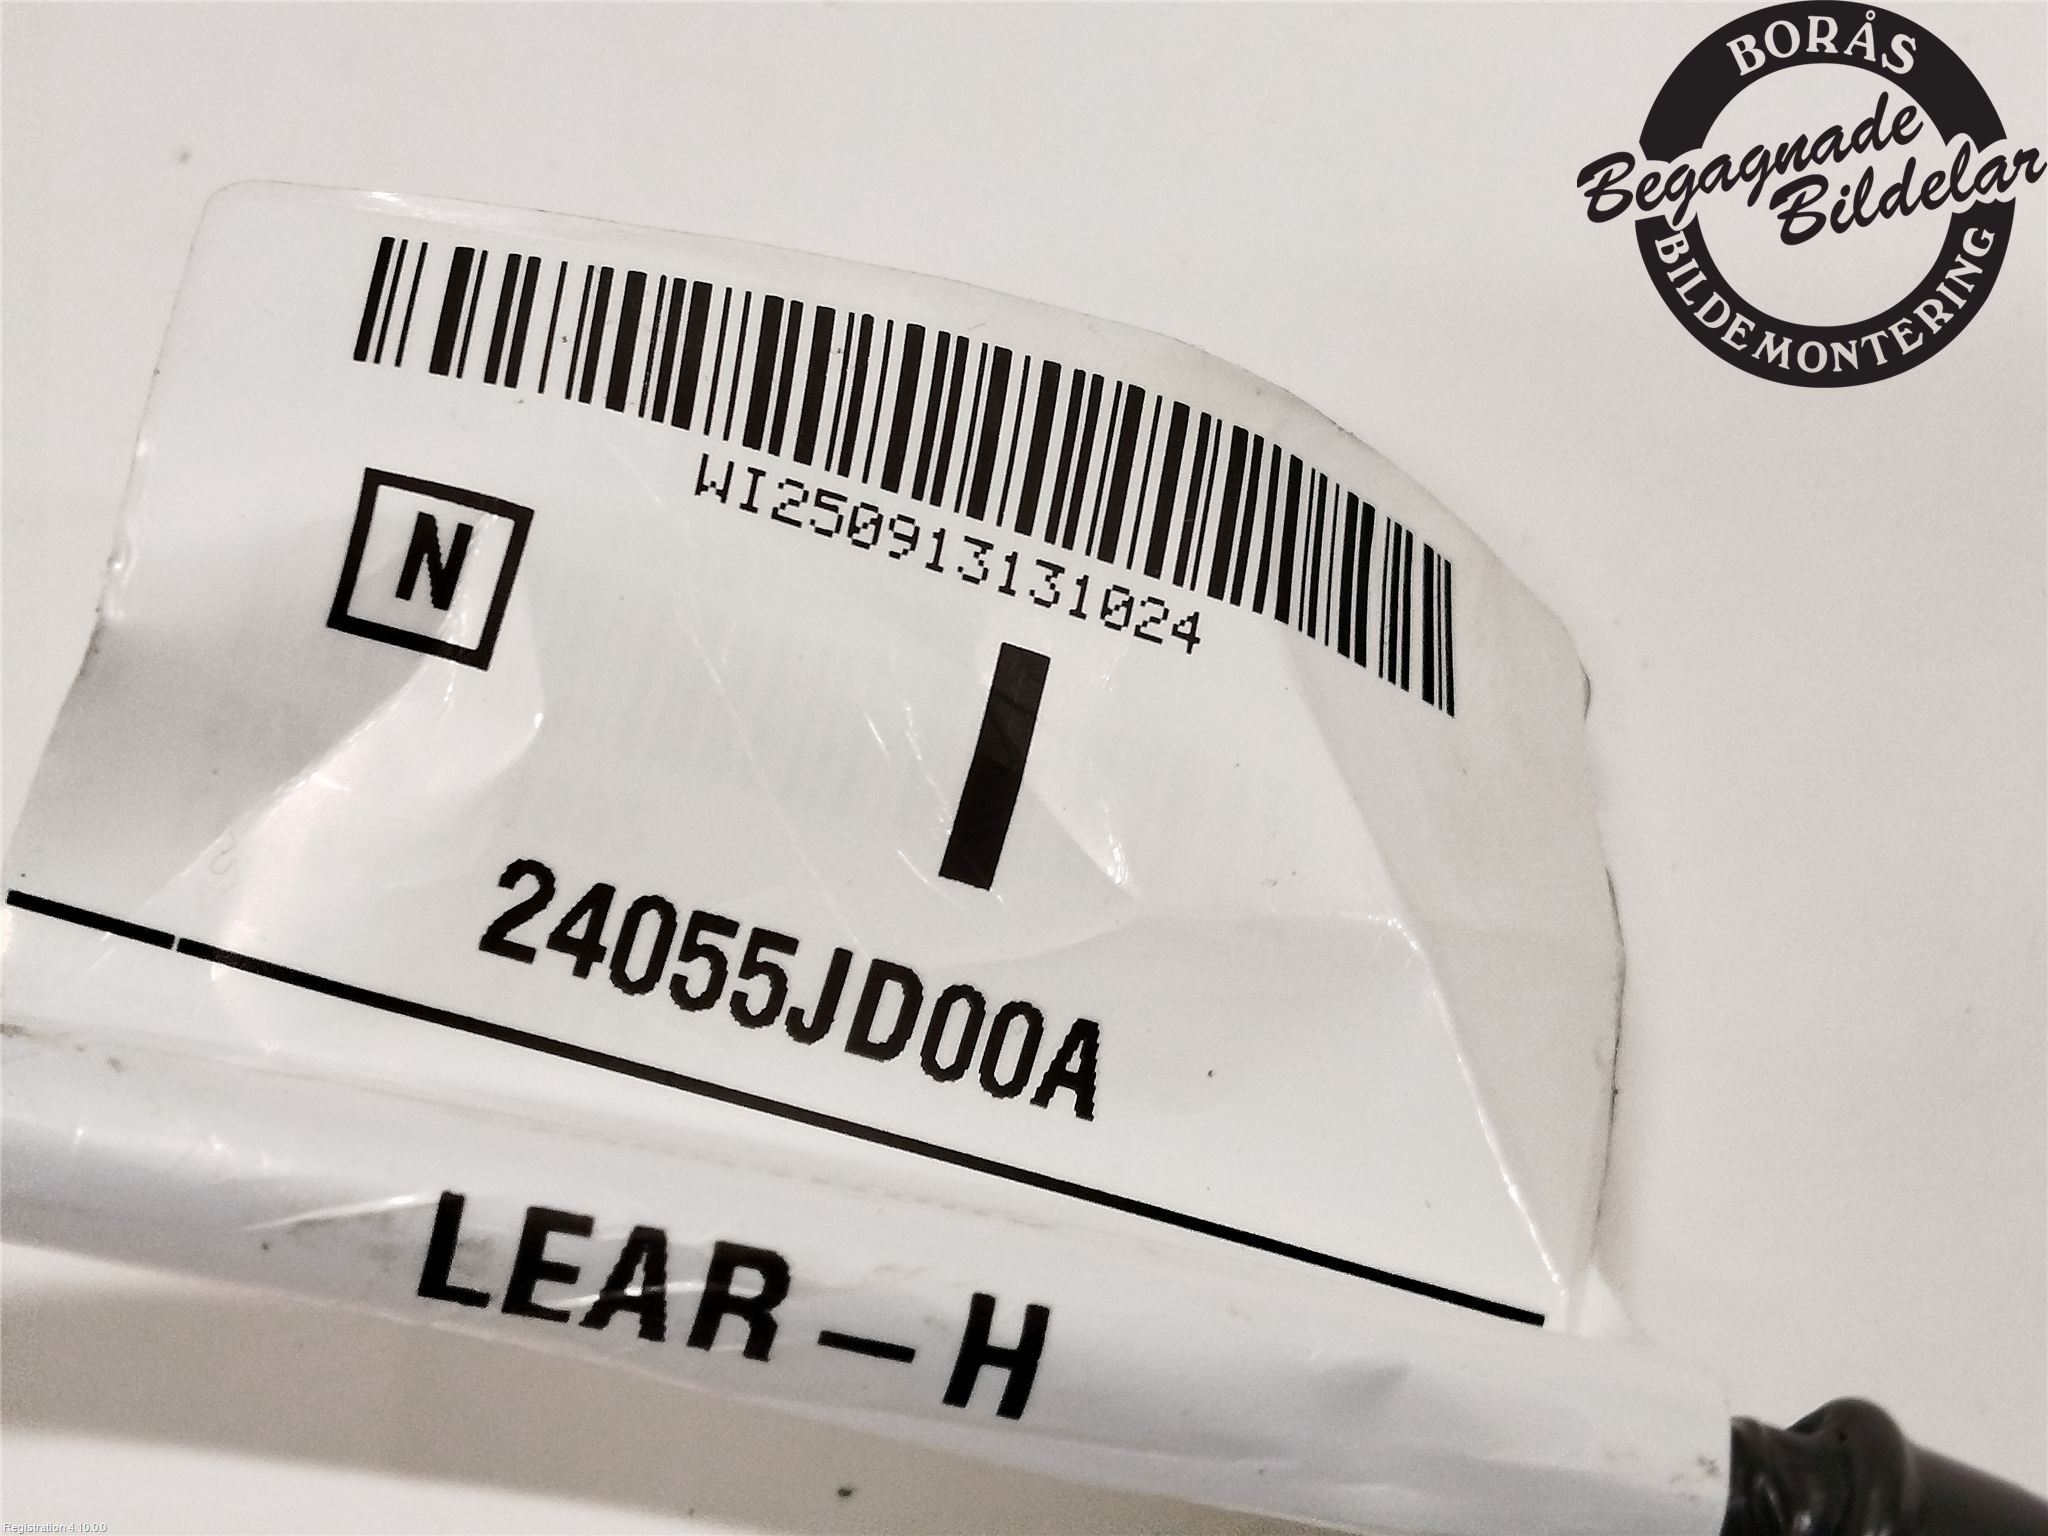 BORÅS
Begagnade
Bildelar
BILDEMONTERING
WI250913131024
N
I
24055JD00A
LEAR-H
Registration 4.10.0.0